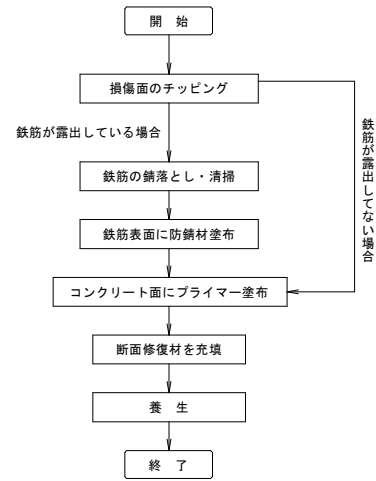 開 始
損傷面のチッピング
鉄筋が露出している場合
鉄筋が露出してない場合
鉄筋の錆落とし・清掃
鉄筋表面に防錆材塗布
コンクリート面にプライマー塗布
断面修復材を充填
養 生
終 了